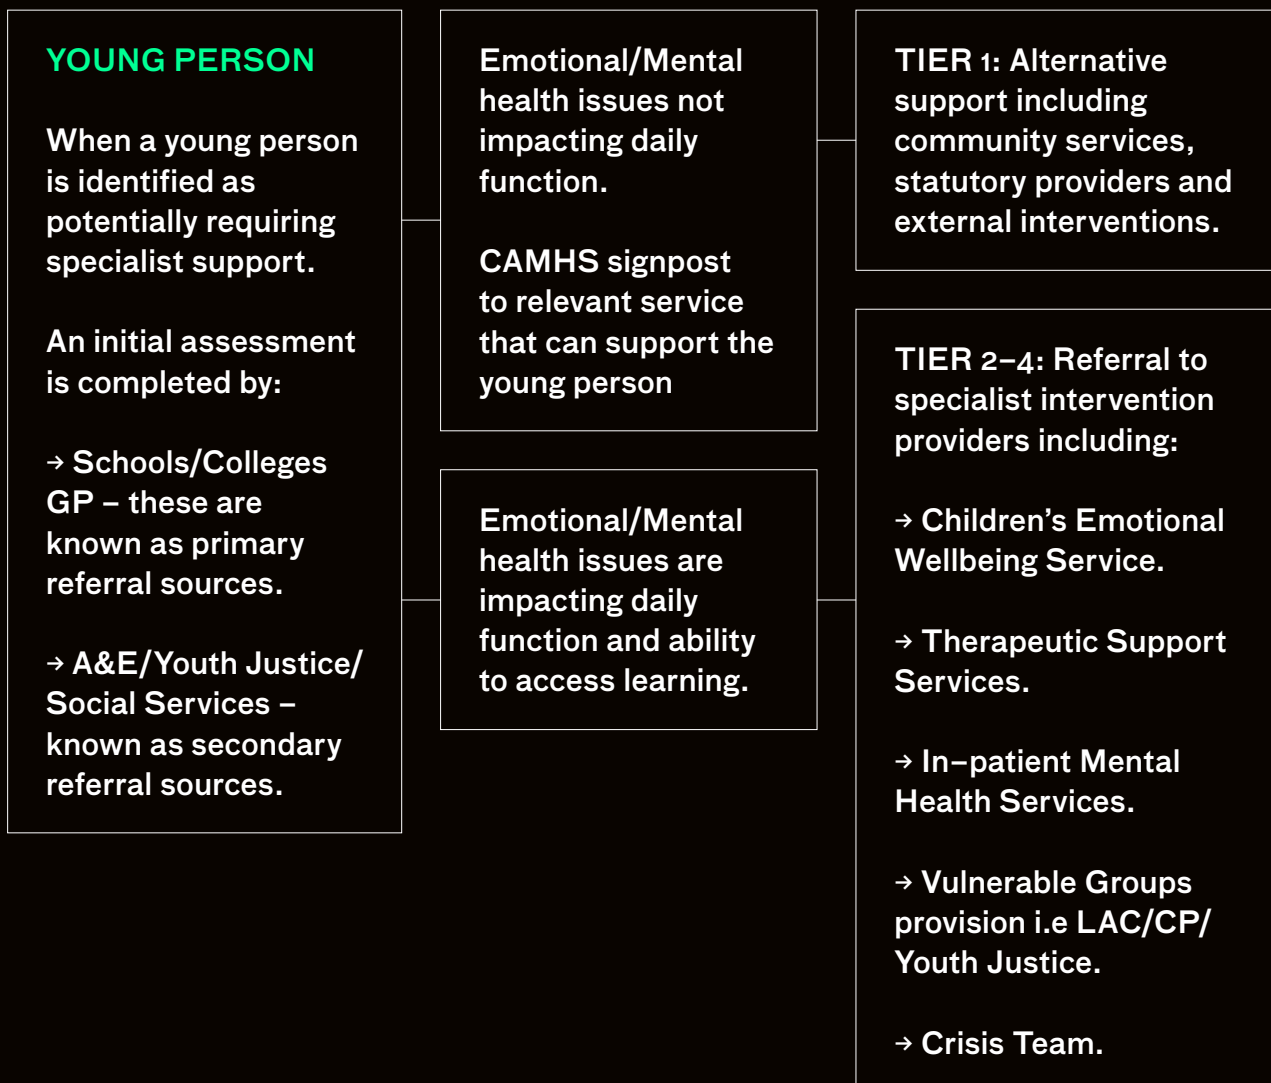 YOUNG PERSON
When a young person
is identified as
potentially requiring
specialist support.
An initial assessment
is completed by:
→ Schools/Colleges
GP – these are
known as primary
referral sources.
→ A&E/Youth Justice/
Social Services –
known as secondary
referral sources.
Emotional/Mental
health issues not
impacting daily
function.
CAMHS signpost
to relevant service
that can support the
young person
Emotional/Mental
health issues are
impacting daily
function and ability
to access learning.
TIER 1: Alternative
support including
community services,
statutory providers and
external interventions.
TIER 2–4: Referral to
specialist intervention
providers including:
→ Children’s Emotional
Wellbeing Service.
→ Therapeutic Support
Services.
→ In–patient Mental
Health Services.
→ Vulnerable Groups
provision i.e LAC/CP/
Youth Justice.
→ Crisis Team.